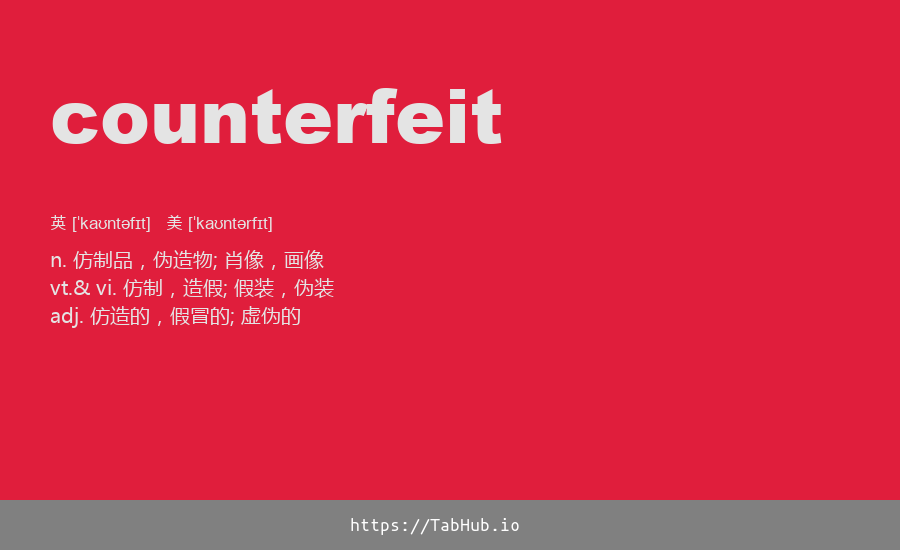 counterfeit
英 [ˈkaʊntəfɪt] 美 [ˈkaʊntərfɪt]
n. 仿制品，伪造物; 肖像，画像
vt.& vi. 仿制，造假; 假装，伪装
adj. 仿造的，假冒的; 虚伪的
https://TabHub.io